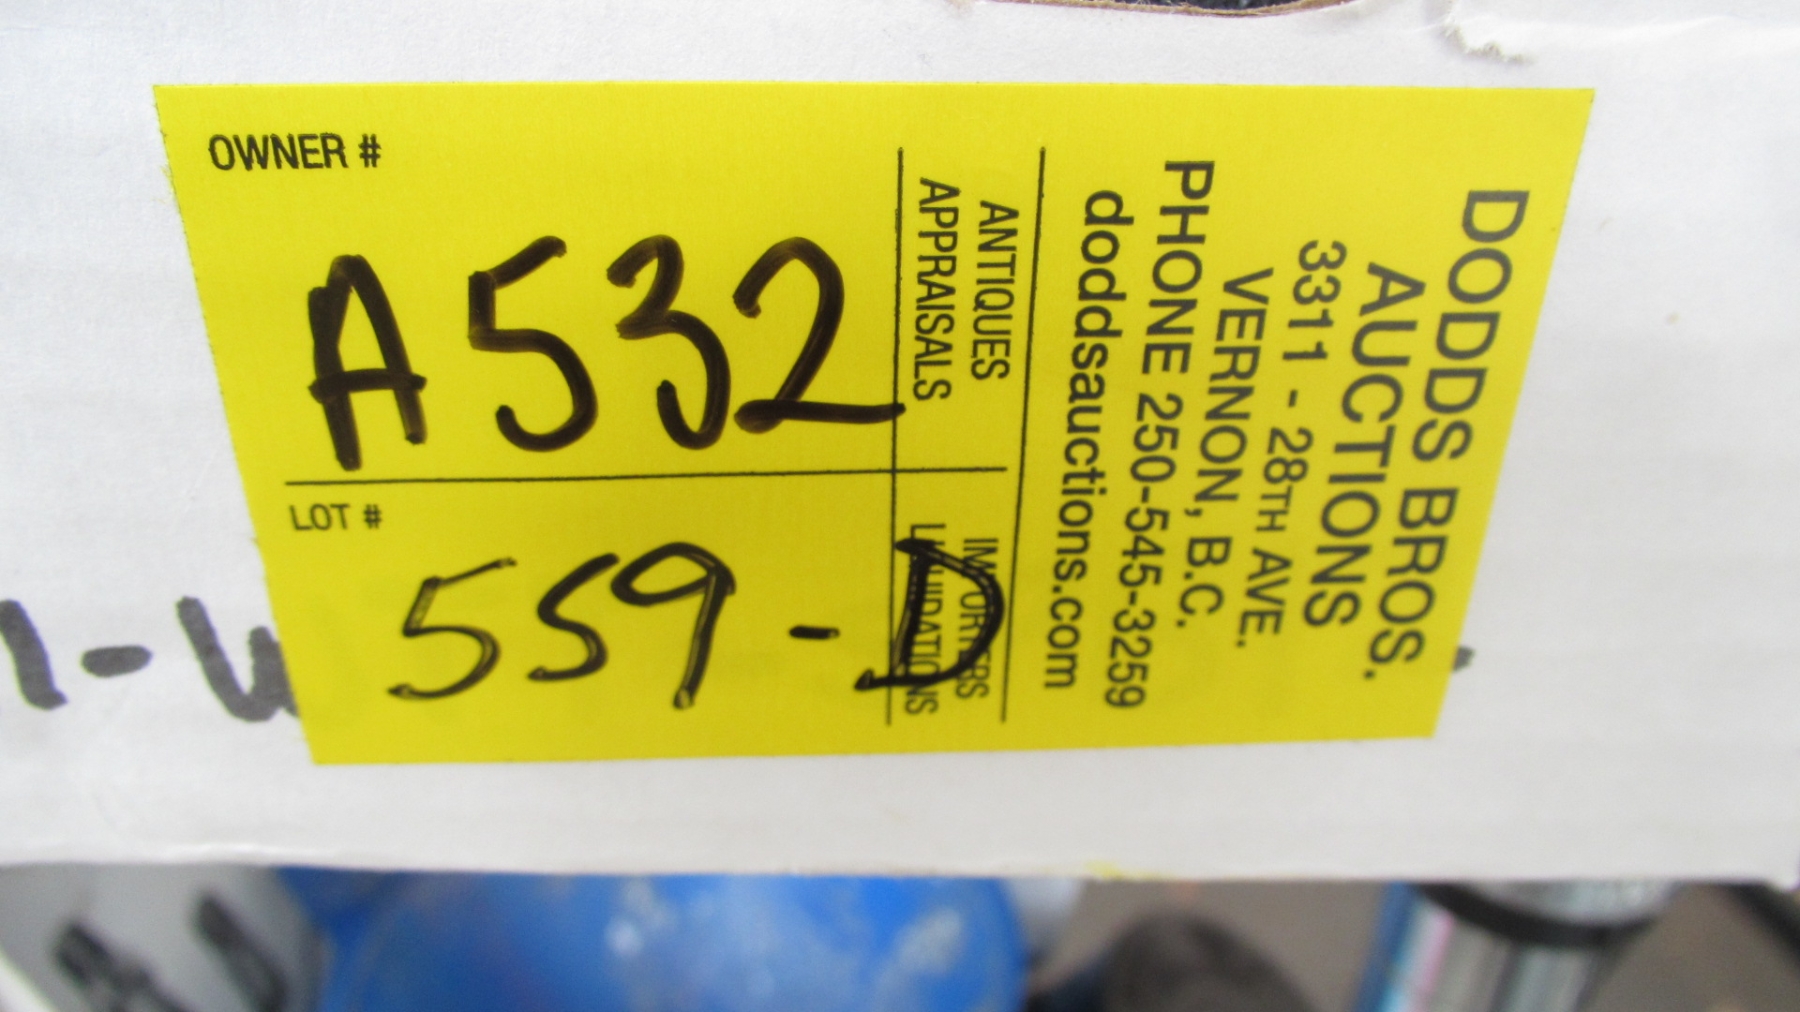 OWNER #
A532
LOT #
559-D
ANTIQUES
APPRAISALS
IMPORTERS
LIQUIDATIONS
DODDS BROS.
AUCTIONS
3311 - 28TH AVE.
VERNON, B.C.
PHONE 250-545-3259
doddsauctions.com